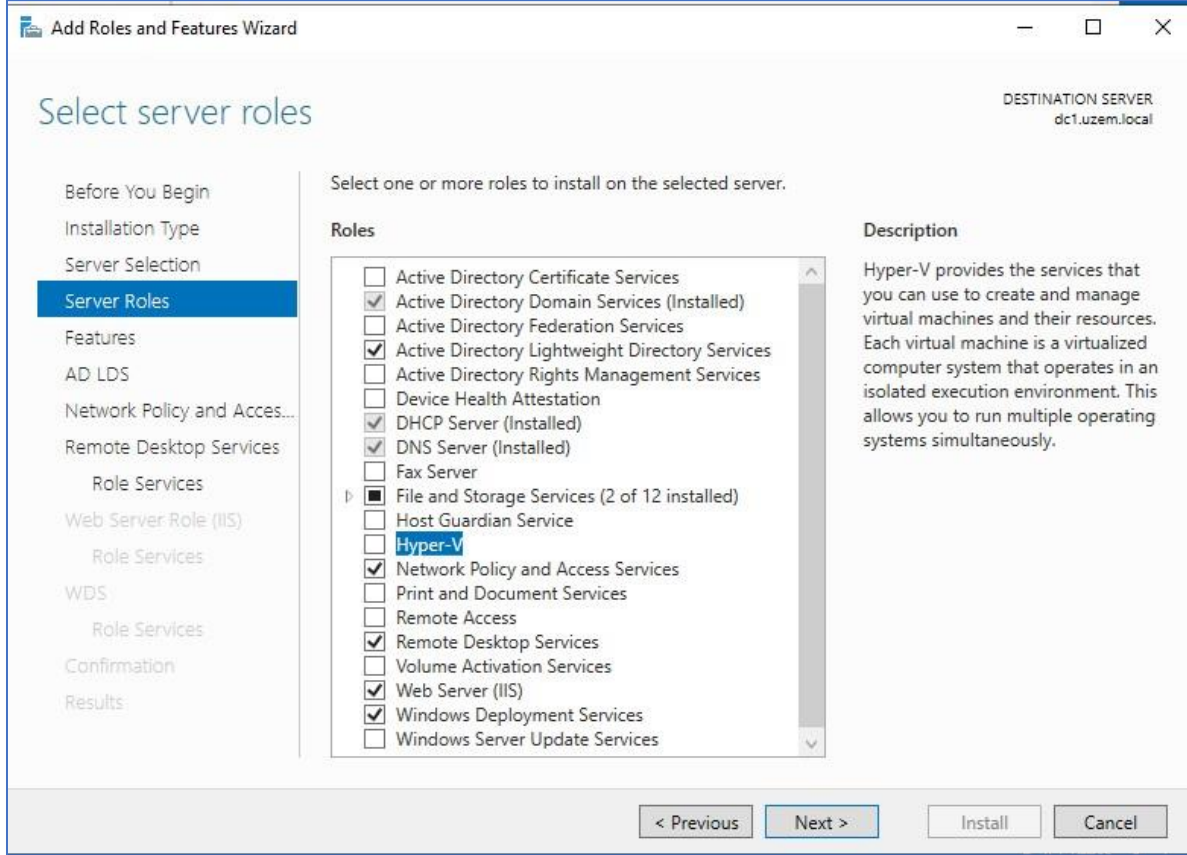 Add Roles and Features Wizard
Select server roles
DESTINATION SERVER
dc1.uzem.local
Before You Begin
Installation Type
Server Selection
Server Roles
Features
AD LDS
Network Policy and Acces...
Remote Desktop Services
Role Services
Web Server Role (IIS)
Role Services
WDS
Role Services
Confirmation
Results
Select one or more roles to install on the selected server.
Roles
Active Directory Certificate Services
Active Directory Domain Services (Installed)
Active Directory Federation Services
Active Directory Lightweight Directory Services
Active Directory Rights Management Services
Device Health Attestation
DHCP Server (Installed)
DNS Server (Installed)
Fax Server
File and Storage Services (2 of 12 installed)
Host Guardian Service
Hyper-V
Network Policy and Access Services
Print and Document Services
Remote Access
Remote Desktop Services
Volume Activation Services
Web Server (IIS)
Windows Deployment Services
Windows Server Update Services
Description
Hyper-V provides the services that
you can use to create and manage
virtual machines and their resources.
Each virtual machine is a virtualized
computer system that operates in an
isolated execution environment. This
allows you to run multiple operating
systems simultaneously.
< Previous
Next >
Install
Cancel